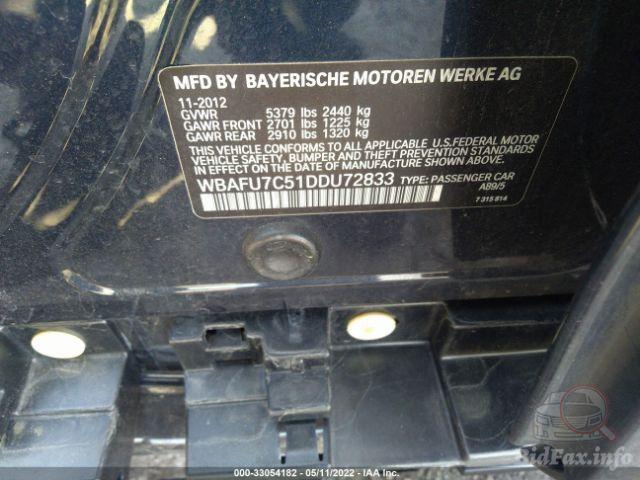 MFD BY BAYERISCHE MOTOREN WERKE AG
11-2012
GVWR 5379 lbs 2440 kg
GAWR FRONT 2701 lbs 1225 kg
GAWR REAR 2910 lbs 1320 kg
THIS VEHICLE CONFORMS TO ALL APPLICABLE U.S.FEDERAL MOTOR
VEHICLE SAFETY, BUMPER AND THEFT PREVENTION STANDARDS IN
EFFECT ON THE DATE OF MANUFACTURE SHOWN ABOVE.
WBAFU7C51DDU72833 TYPE: PASSENGER CAR
A89/5
7 315 814
000-33054182 - 05/11/2022 - IAA Inc.
BidFax.info